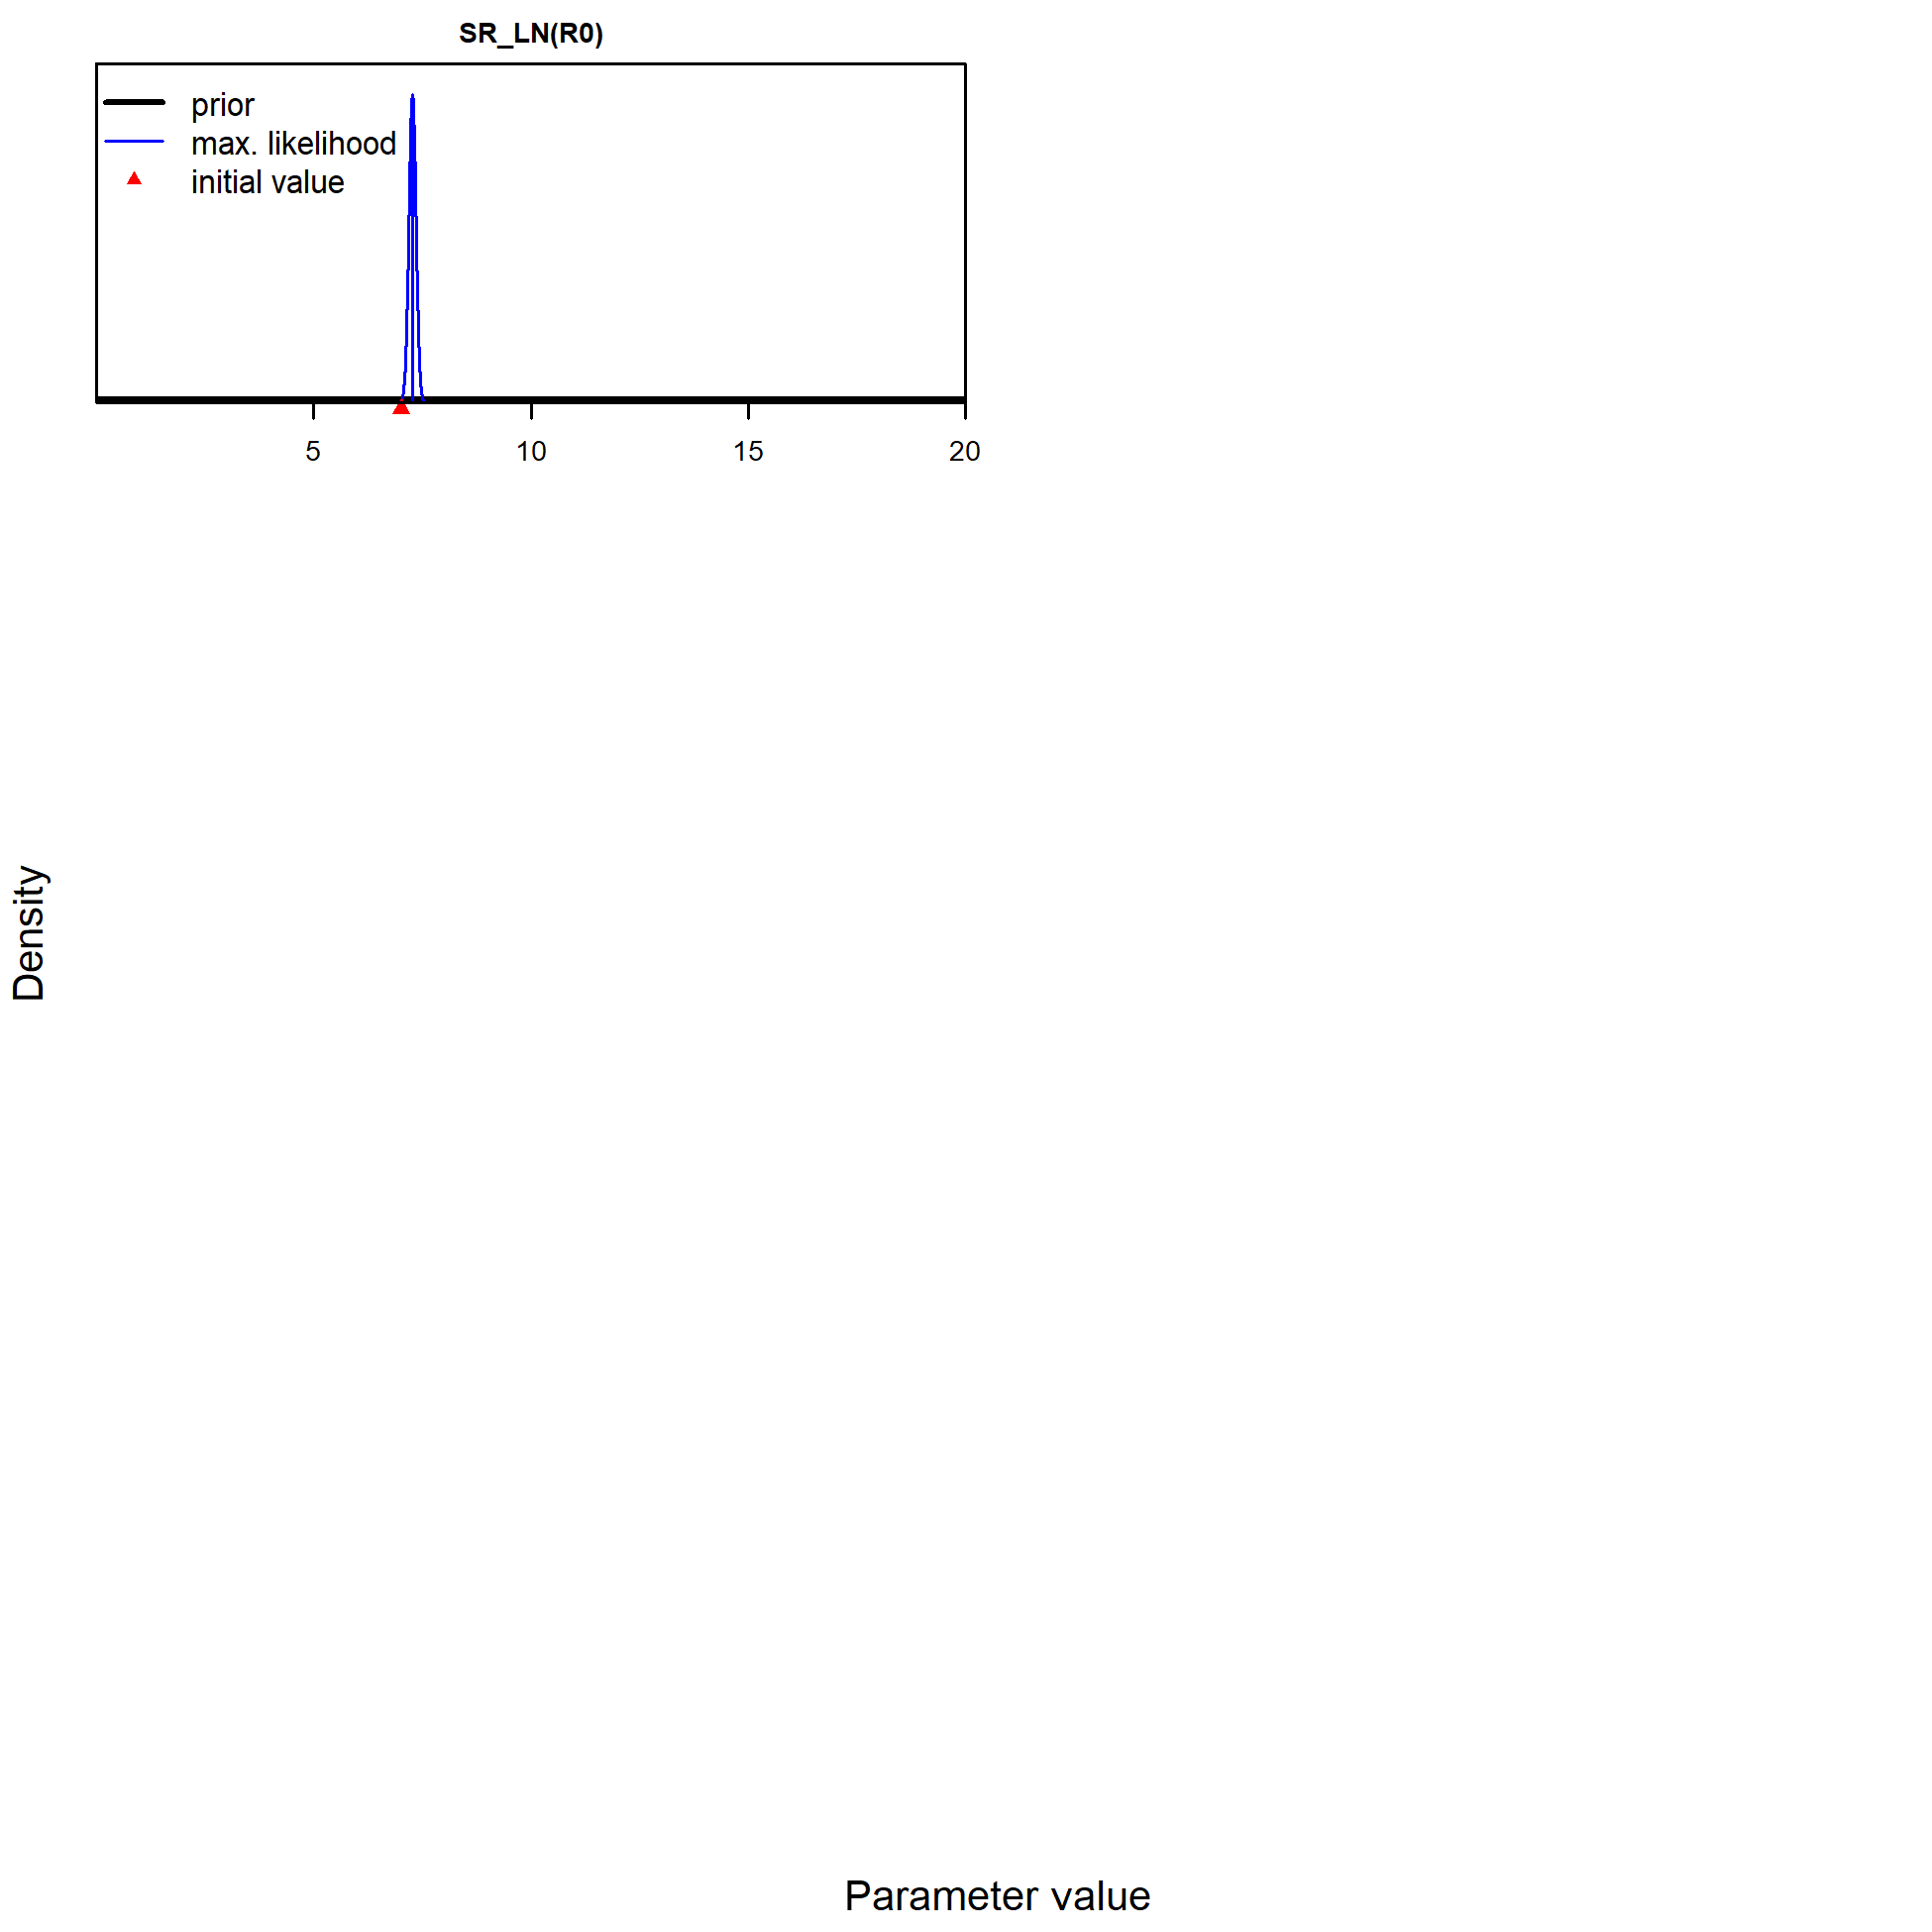 SR_LN(R0)
prior
max. likelihood
initial value
5 10 15 20
Density
Parameter value